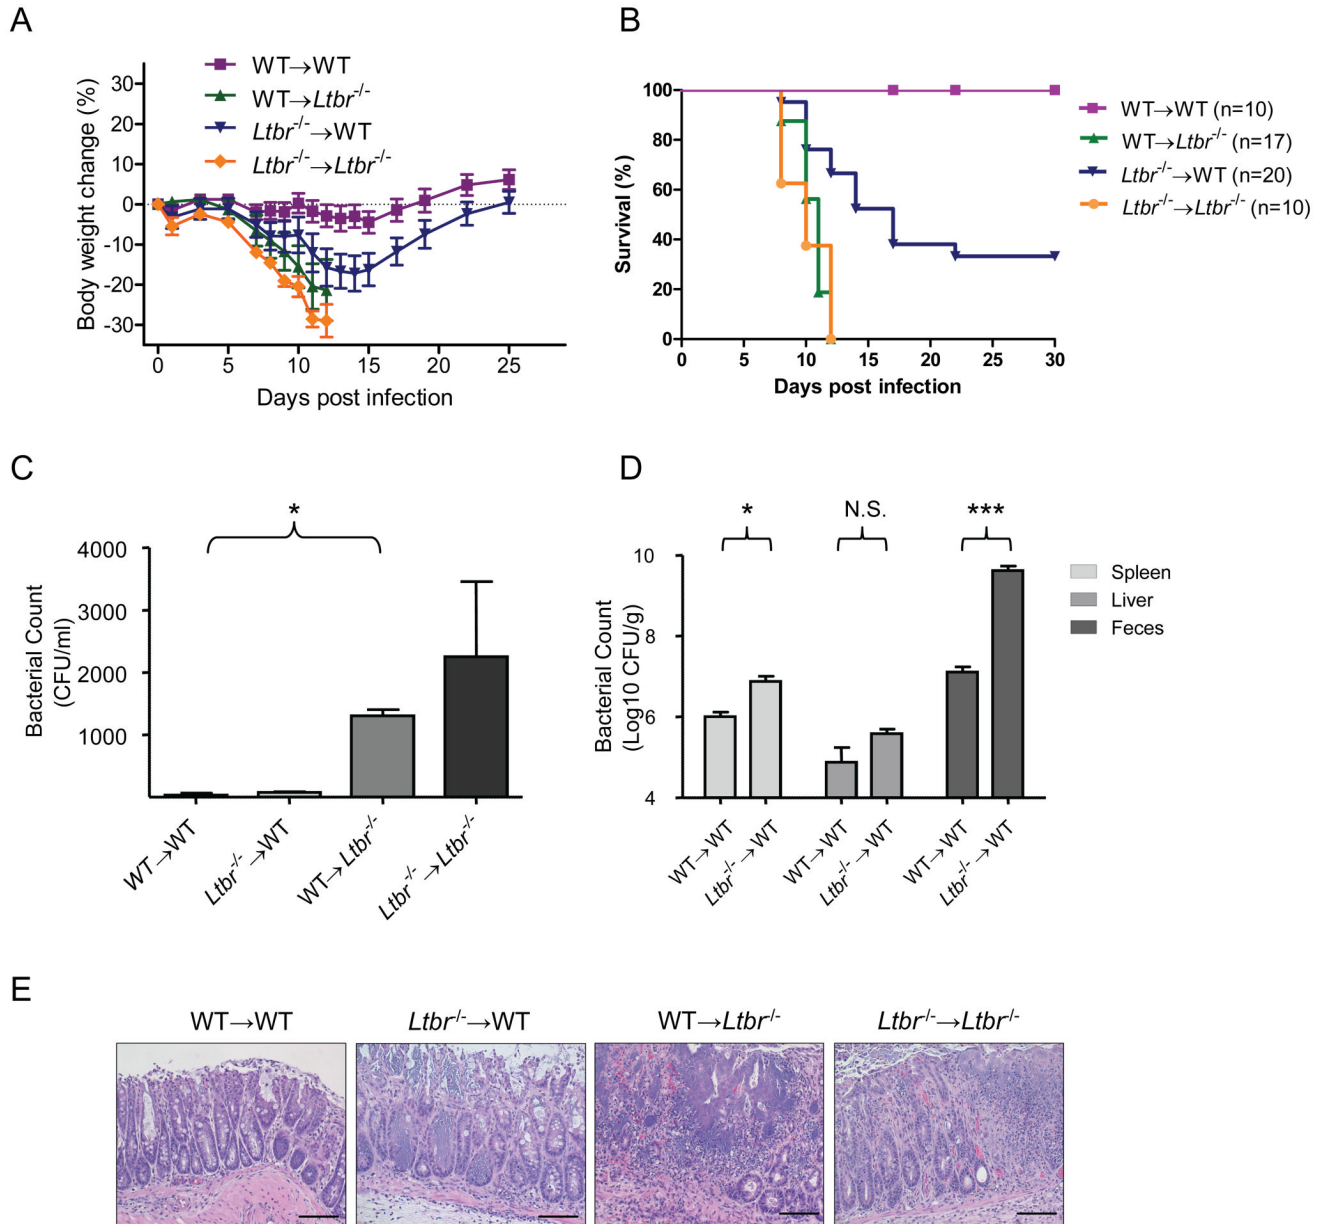 A
WT→WT
WT→Ltbr-/-
Ltbr-/-→WT
Ltbr-/-→Ltbr-/-
Body weight change (%)
30
20
10
0
-10
-20
-30
0 5 10 15 20 25
Days post infection
B
Survival (%)
100
80
60
40
20
0
0 5 10 15 20 25 30
Days post infection
WT→WT (n=10)
WT→Ltbr-/- (n=17)
Ltbr-/-→WT (n=20)
Ltbr-/-→Ltbr-/- (n=10)
C
*
Bacterial Count
(CFU/ml)
4000
3000
2000
1000
WT→WT
Ltbr-/-→WT
WT→Ltbr-/-
Ltbr-/-→Ltbr-/-
D
* N.S. ***
Bacterial Count
(Log10 CFU/g)
10
8
6
4
WT→WT
Ltbr-/-→WT
WT→WT
Ltbr-/-→WT
WT→WT
Ltbr-/-→WT
Spleen
Liver
Feces
E
WT→WT Ltbr-/-→WT WT→Ltbr-/- Ltbr-/-→Ltbr-/-